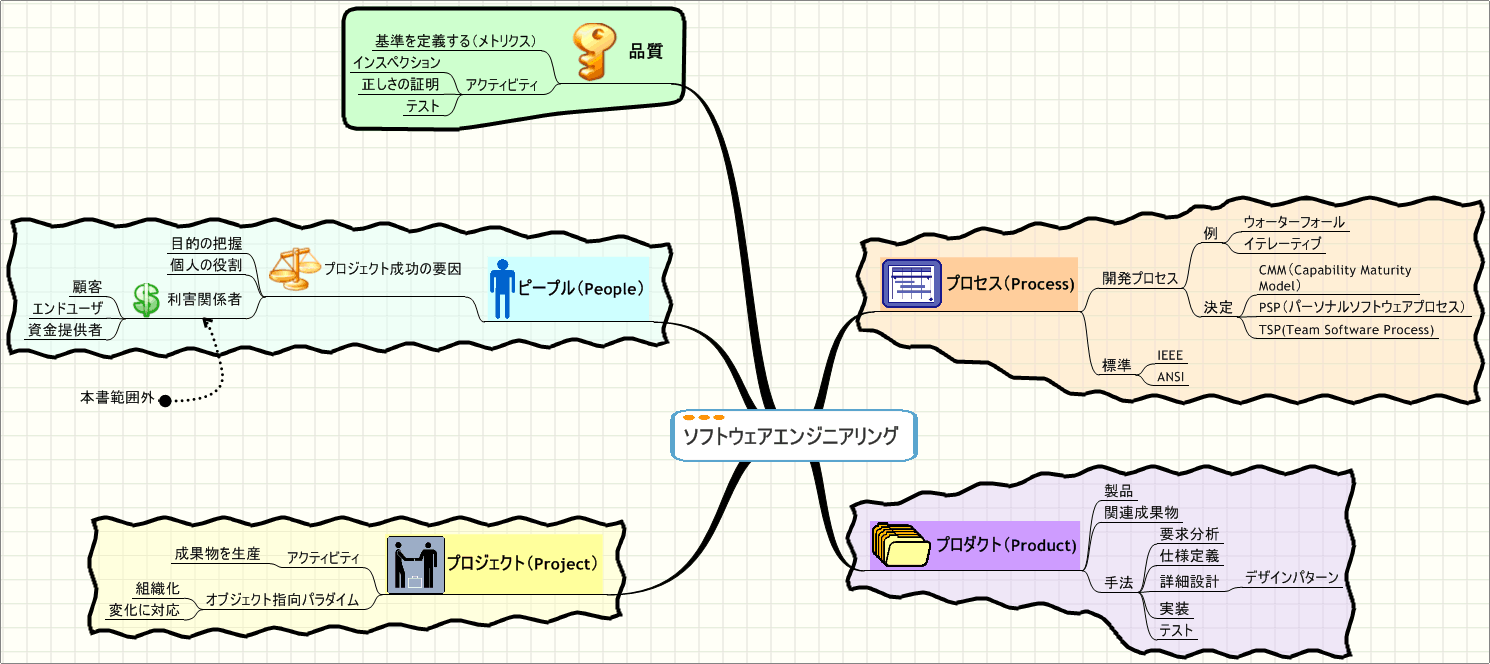 基準を定義する（メトリクス）
インスペクション
正しさの証明
テスト
アクティビティ
品質
目的の把握
個人の役割
顧客
エンドユーザ
資金提供者
利害関係者
プロジェクト成功の要因
ピープル（People）
本書範囲外
ソフトウェアエンジニアリング
プロセス（Process）
開発プロセス
例
ウォーターフォール
イテレーティブ
決定
CMM（Capability Maturity
Model）
PSP（パーソナルソフトウェアプロセス）
TSP(Team Software Process)
標準
IEEE
ANSI
成果物を生産
アクティビティ
組織化
変化に対応
オブジェクト指向パラダイム
プロジェクト（Project）
プロダクト（Product）
製品
関連成果物
手法
要求分析
仕様定義
詳細設計
デザインパターン
実装
テスト